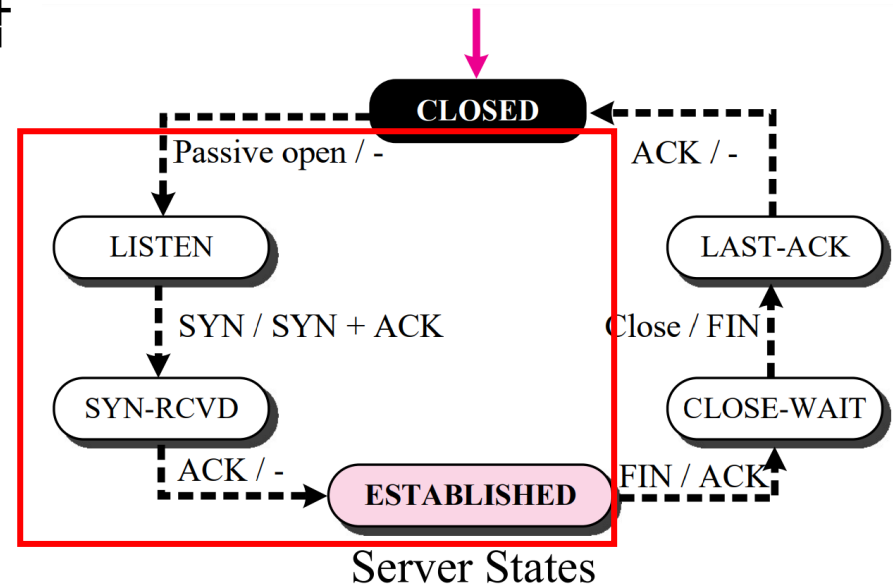 CLOSED
Passive open / -
ACK / -
LISTEN
LAST-ACK
SYN / SYN + ACK
Close / FIN
SYN-RCVD
CLOSE-WAIT
ACK / -
ESTABLISHED
FIN / ACK
Server States